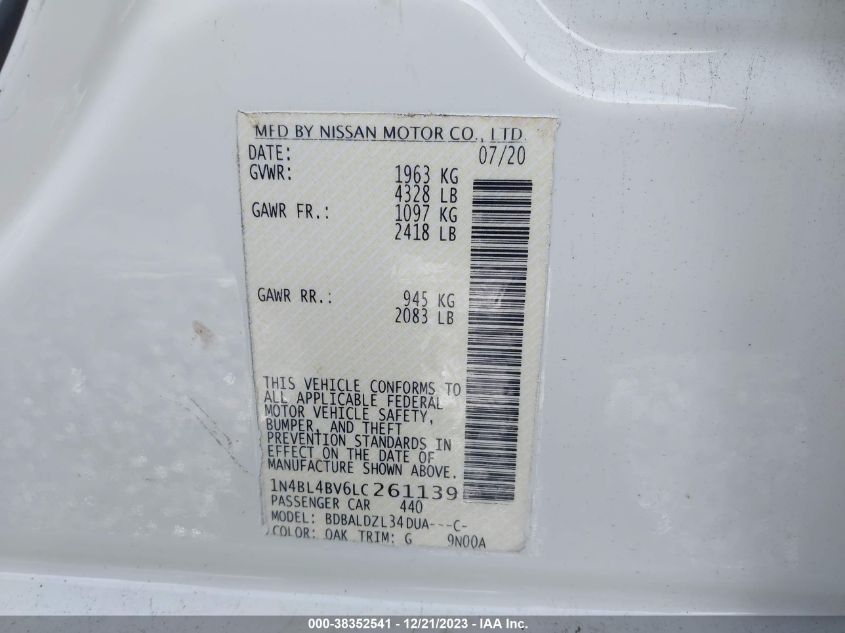 MFD BY NISSAN MOTOR CO., LTD.
DATE: 07/20
GVWR: 1963 KG
4328 LB
GAWR FR.: 1097 KG
2418 LB
GAWR RR.: 945 KG
2083 LB
THIS VEHICLE CONFORMS TO
ALL APPLICABLE FEDERAL
MOTOR VEHICLE SAFETY,
BUMPER, AND THEFT
PREVENTION STANDARDS IN
EFFECT ON THE DATE OF
MANUFACTURE SHOWN ABOVE.
1N4BL4BV6LC261139
PASSENGER CAR 440
MODEL: BDBALDZL34DUA---C-
COLOR: QAK TRIM: G 9N00A
000-38352541 - 12/21/2023 - IAA Inc.